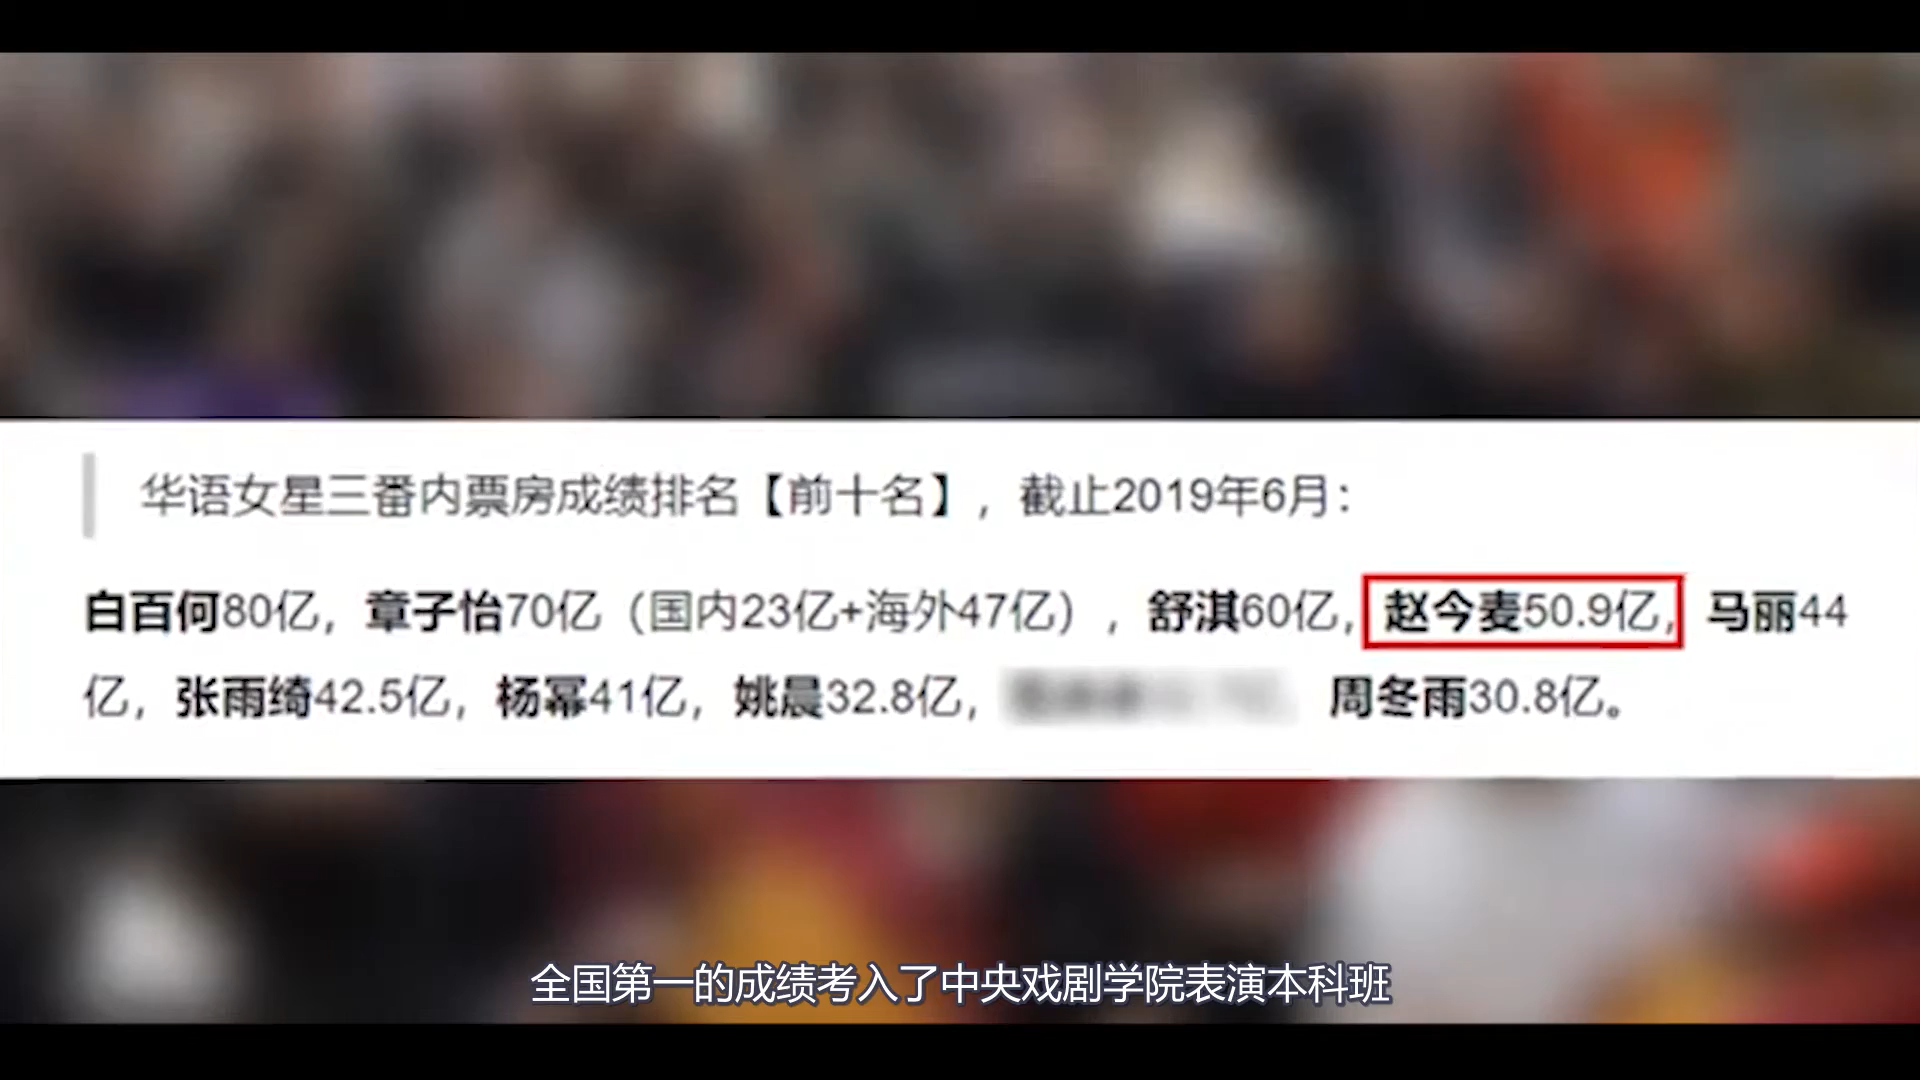 华语女星三番内票房成绩排名【前十名】，截止2019年6月：
白百何80亿，章子怡70亿（国内23亿+海外47亿），舒淇60亿，赵今麦50.9亿，马丽44
亿，张雨绮42.5亿，杨幂41亿，姚晨32.8亿，周冬雨30.8亿。
全国第一的成绩考入了中央戏剧学院表演本科班